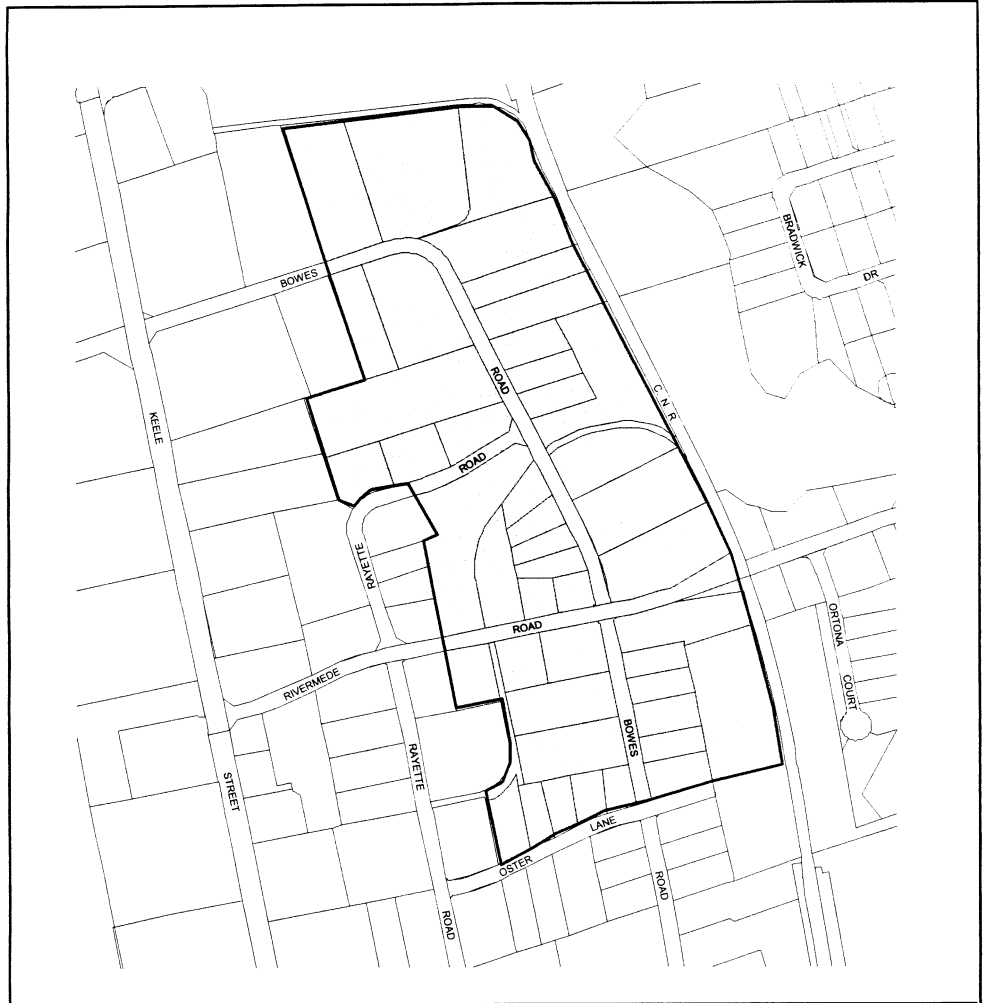 BRADWICK
DR
BOWES
ROAD
C N R
KEELE
ROAD
RAYETTE
ROAD
ORTONA
COURT
RIVERMEDE
BOWES
RAYETTE
STREET
LANE
OSTER
ROAD
ROAD